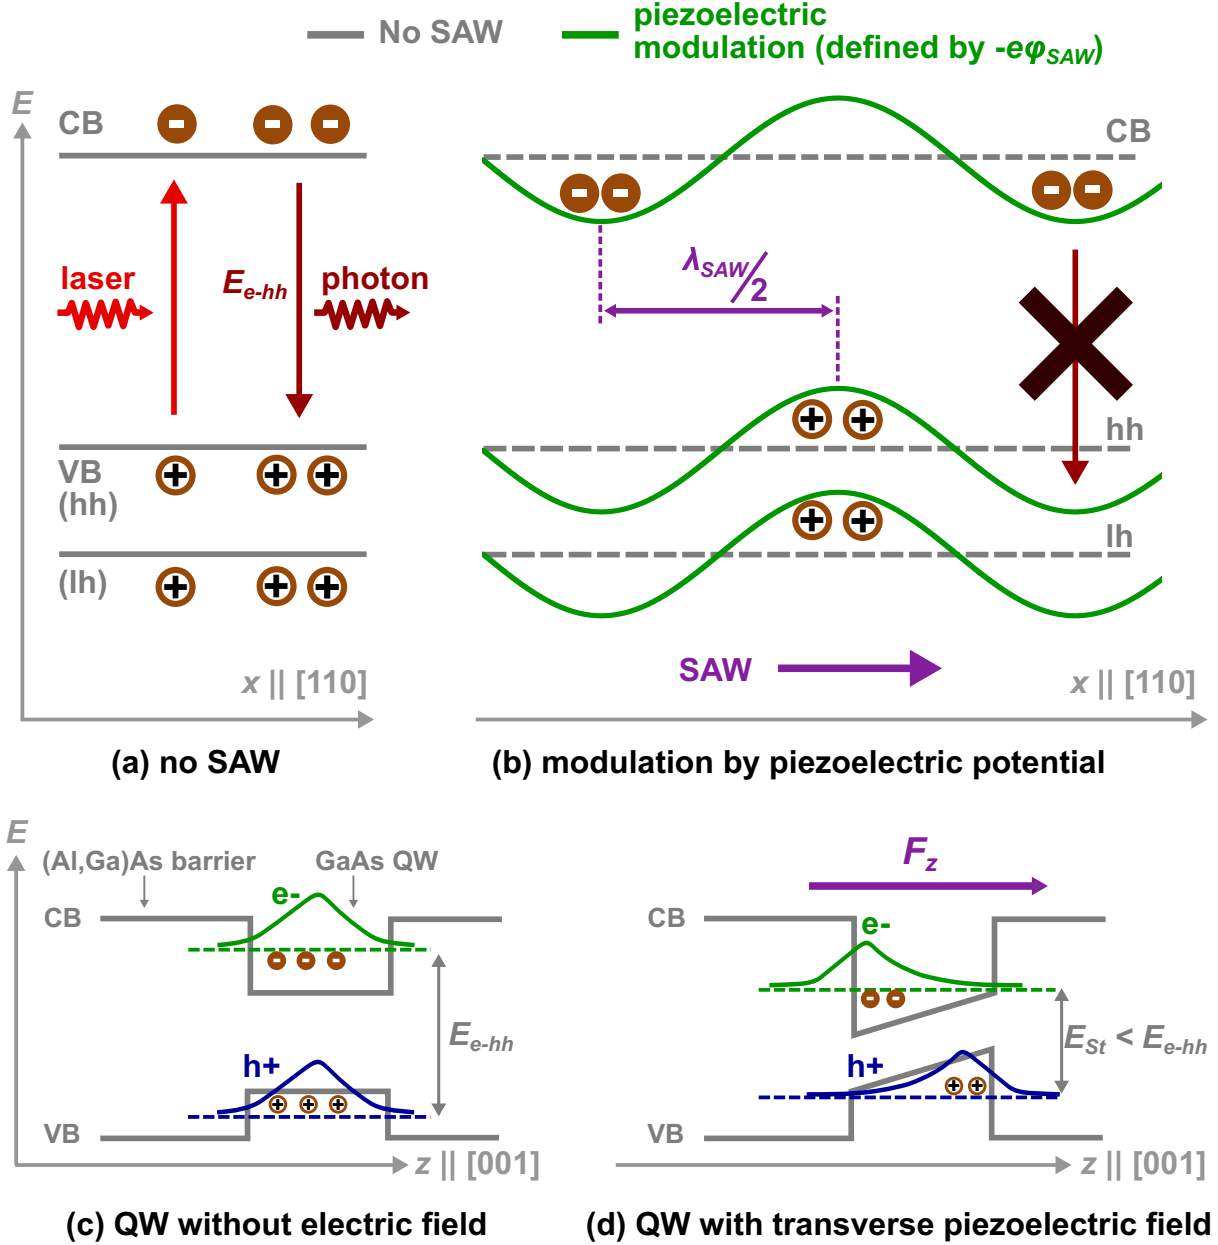 No SAW
piezoelectric
modulation (defined by -eφSAW)
E
CB
laser
Ee-hh
photon
VB
(hh)
(lh)
x || [110]
(a) no SAW
CB
λSAW/2
hh
lh
SAW
x || [110]
(b) modulation by piezoelectric potential
E
(Al,Ga)As barrier
GaAs QW
e-
CB
Ee-hh
h+
VB
z || [001]
(c) QW without electric field
Fz
CB
e-
ESt < Ee-hh
h+
VB
z || [001]
(d) QW with transverse piezoelectric field